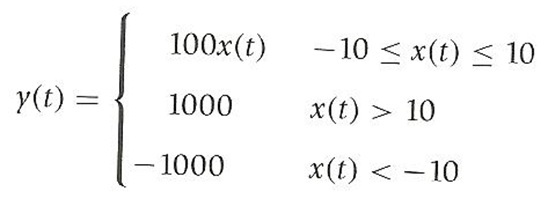 100x(t) −10 ≤ x(t) ≤ 10
y(t) = { 1000 x(t) > 10
−1000 x(t) < −10